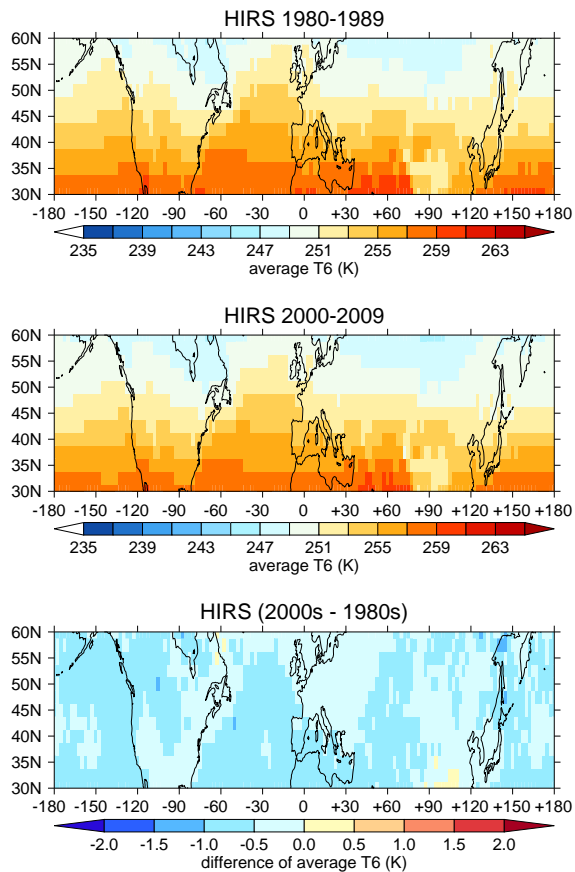 HIRS 1980-1989
60N
55N
50N
45N
40N
35N
30N
-180 -150 -120 -90 -60 -30 0 +30 +60 +90 +120 +150 +180
235 239 243 247 251 255 259 263
average T6 (K)
HIRS 2000-2009
60N
55N
50N
45N
40N
35N
30N
-180 -150 -120 -90 -60 -30 0 +30 +60 +90 +120 +150 +180
235 239 243 247 251 255 259 263
average T6 (K)
HIRS (2000s - 1980s)
60N
55N
50N
45N
40N
35N
30N
-180 -150 -120 -90 -60 -30 0 +30 +60 +90 +120 +150 +180
-2.0 -1.5 -1.0 -0.5 0.0 0.5 1.0 1.5 2.0
difference of average T6 (K)